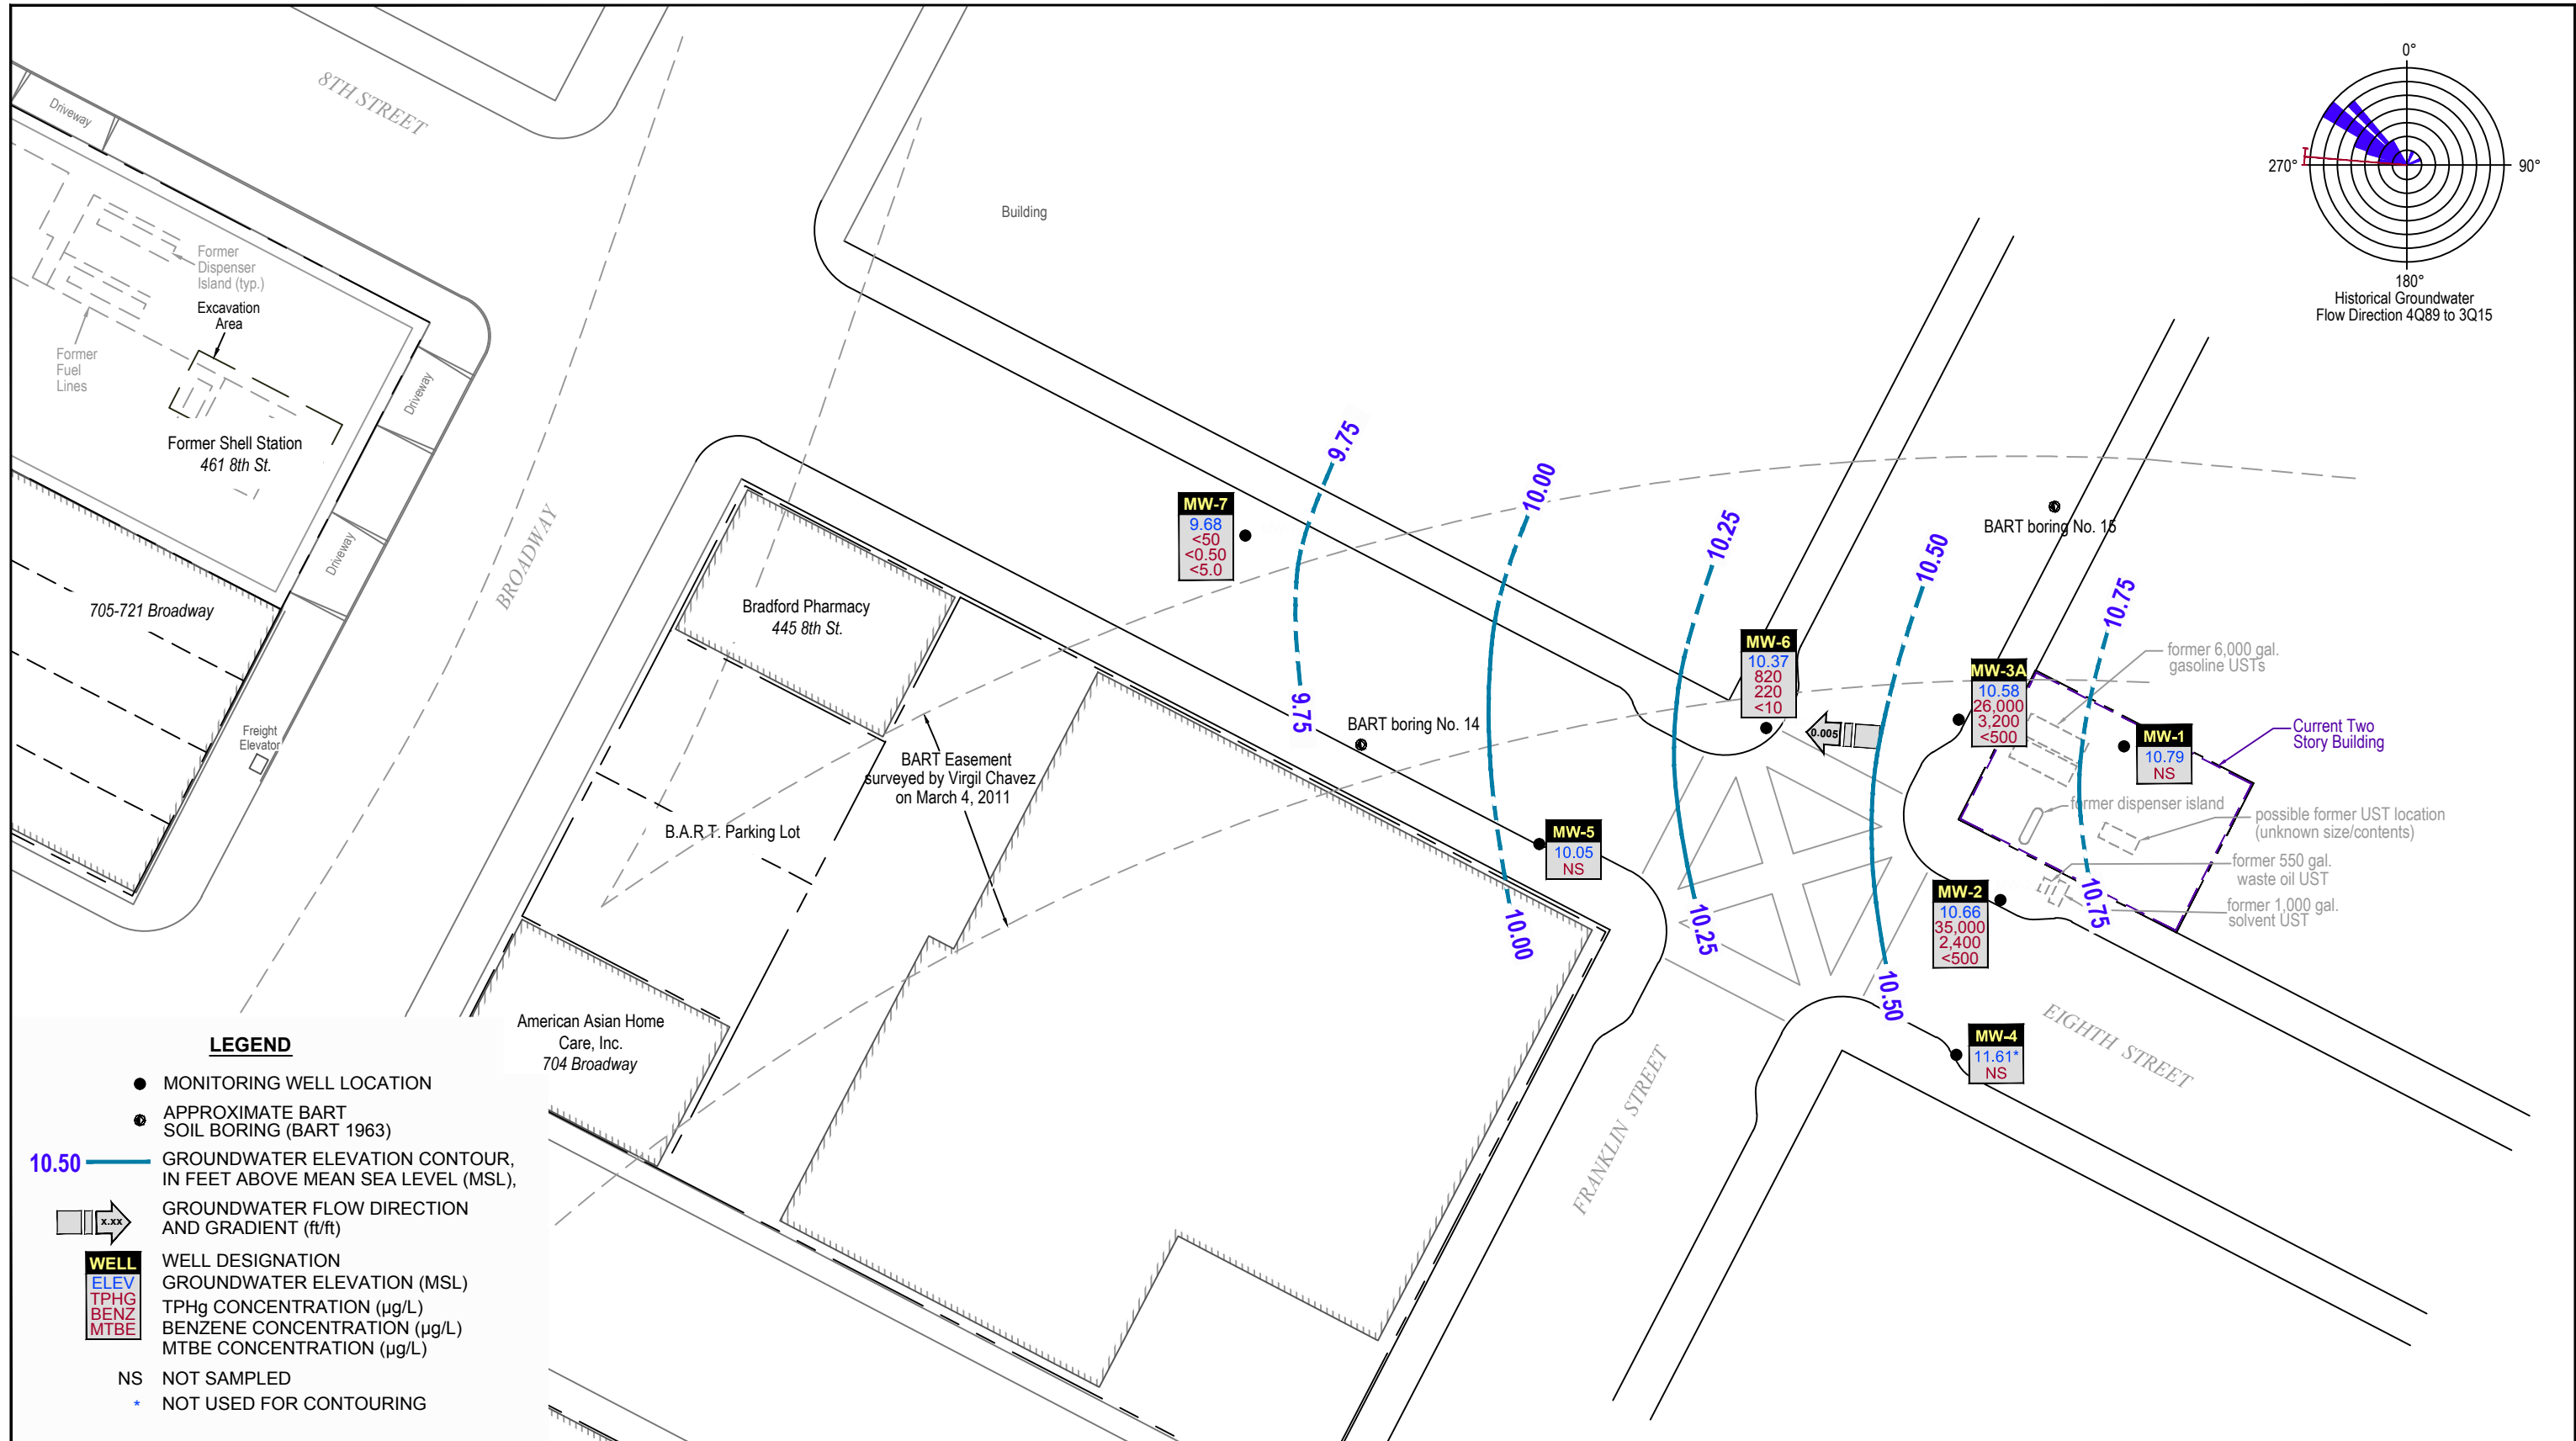 8TH STREET
Driveway
0°
270°
90°
180°
Historical Groundwater
Flow Direction 4Q89 to 3Q15
Building
Former
Dispenser
Island (typ.)
Excavation
Area
Former
Fuel
Lines
Driveway
Former Shell Station
461 8th St.
Driveway
BROADWAY
705-721 Broadway
Freight
Elevator
9.75
10.00
10.25
10.50
10.75
MW-7
9.68
<50
<0.50
<5.0
BART boring No. 15
Bradford Pharmacy
445 8th St.
MW-6
10.37
820
220
<10
0.005
MW-3A
10.58
26,000
3,200
<500
former 6,000 gal.
gasoline USTs
MW-1
10.79
NS
Current Two
Story Building
9.75
BART boring No. 14
BART Easement
surveyed by Virgil Chavez
on March 4, 2011
B.A.R.T. Parking Lot
former dispenser island
possible former UST location
(unknown size/contents)
MW-5
10.05
NS
former 550 gal.
waste oil UST
former 1,000 gal.
solvent UST
MW-2
10.66
35,000
2,400
<500
10.00
10.25
10.50
10.75
American Asian Home
Care, Inc.
704 Broadway
MW-4
11.61*
NS
EIGHTH STREET
FRANKLIN STREET
LEGEND
MONITORING WELL LOCATION
APPROXIMATE BART
SOIL BORING (BART 1963)
10.50
GROUNDWATER ELEVATION CONTOUR,
IN FEET ABOVE MEAN SEA LEVEL (MSL),
x.xx
GROUNDWATER FLOW DIRECTION
AND GRADIENT (ft/ft)
WELL
ELEV
TPHG
BENZ
MTBE
WELL DESIGNATION
GROUNDWATER ELEVATION (MSL)
TPHg CONCENTRATION (µg/L)
BENZENE CONCENTRATION (µg/L)
MTBE CONCENTRATION (µg/L)
NS NOT SAMPLED
* NOT USED FOR CONTOURING